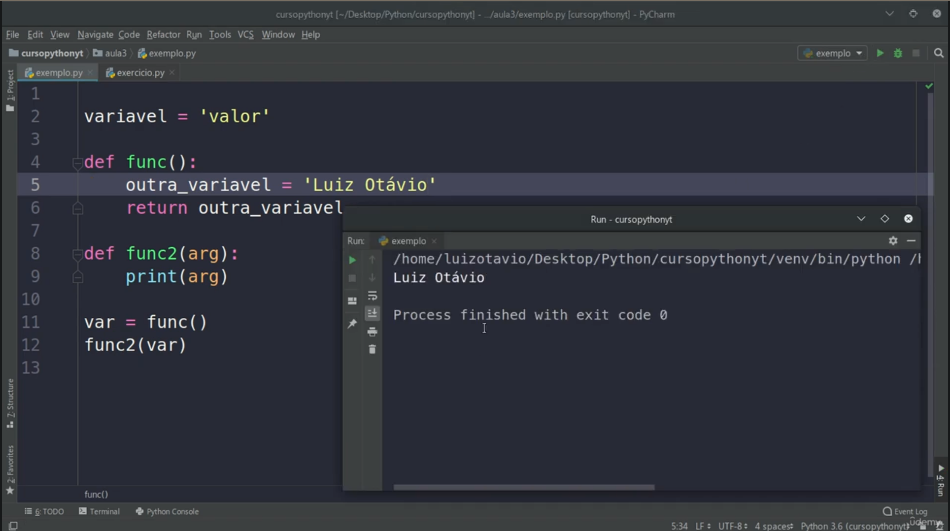 cursopythonyt [~/Desktop/Python/cursopythonyt] - .../aula3/exemplo.py [cursopythonyt] - PyCharm
File Edit View Navigate Code Refactor Run Tools VCS Window Help
cursopythonyt aula3 exemplo.py exemplo
exemplo.py exercicio.py
1: Project
1
2 variavel = 'valor'
3
4 def func():
5 outra_variavel = 'Luiz Otávio'
6 return outra_variavel
7
8 def func2(arg):
9 print(arg)
10
11 var = func()
12 func2(var)
13
Run - cursopythonyt
Run: exemplo
/home/luizotavio/Desktop/Python/cursopythonyt/venv/bin/python
Luiz Otávio
Process finished with exit code 0
7: Structure
2: Favorites
4: Run
func()
6: TODO Terminal Python Console Event Log
5:34 LF UTF-8 4 spaces Python 3.6 (cursopythonyt)
udemy